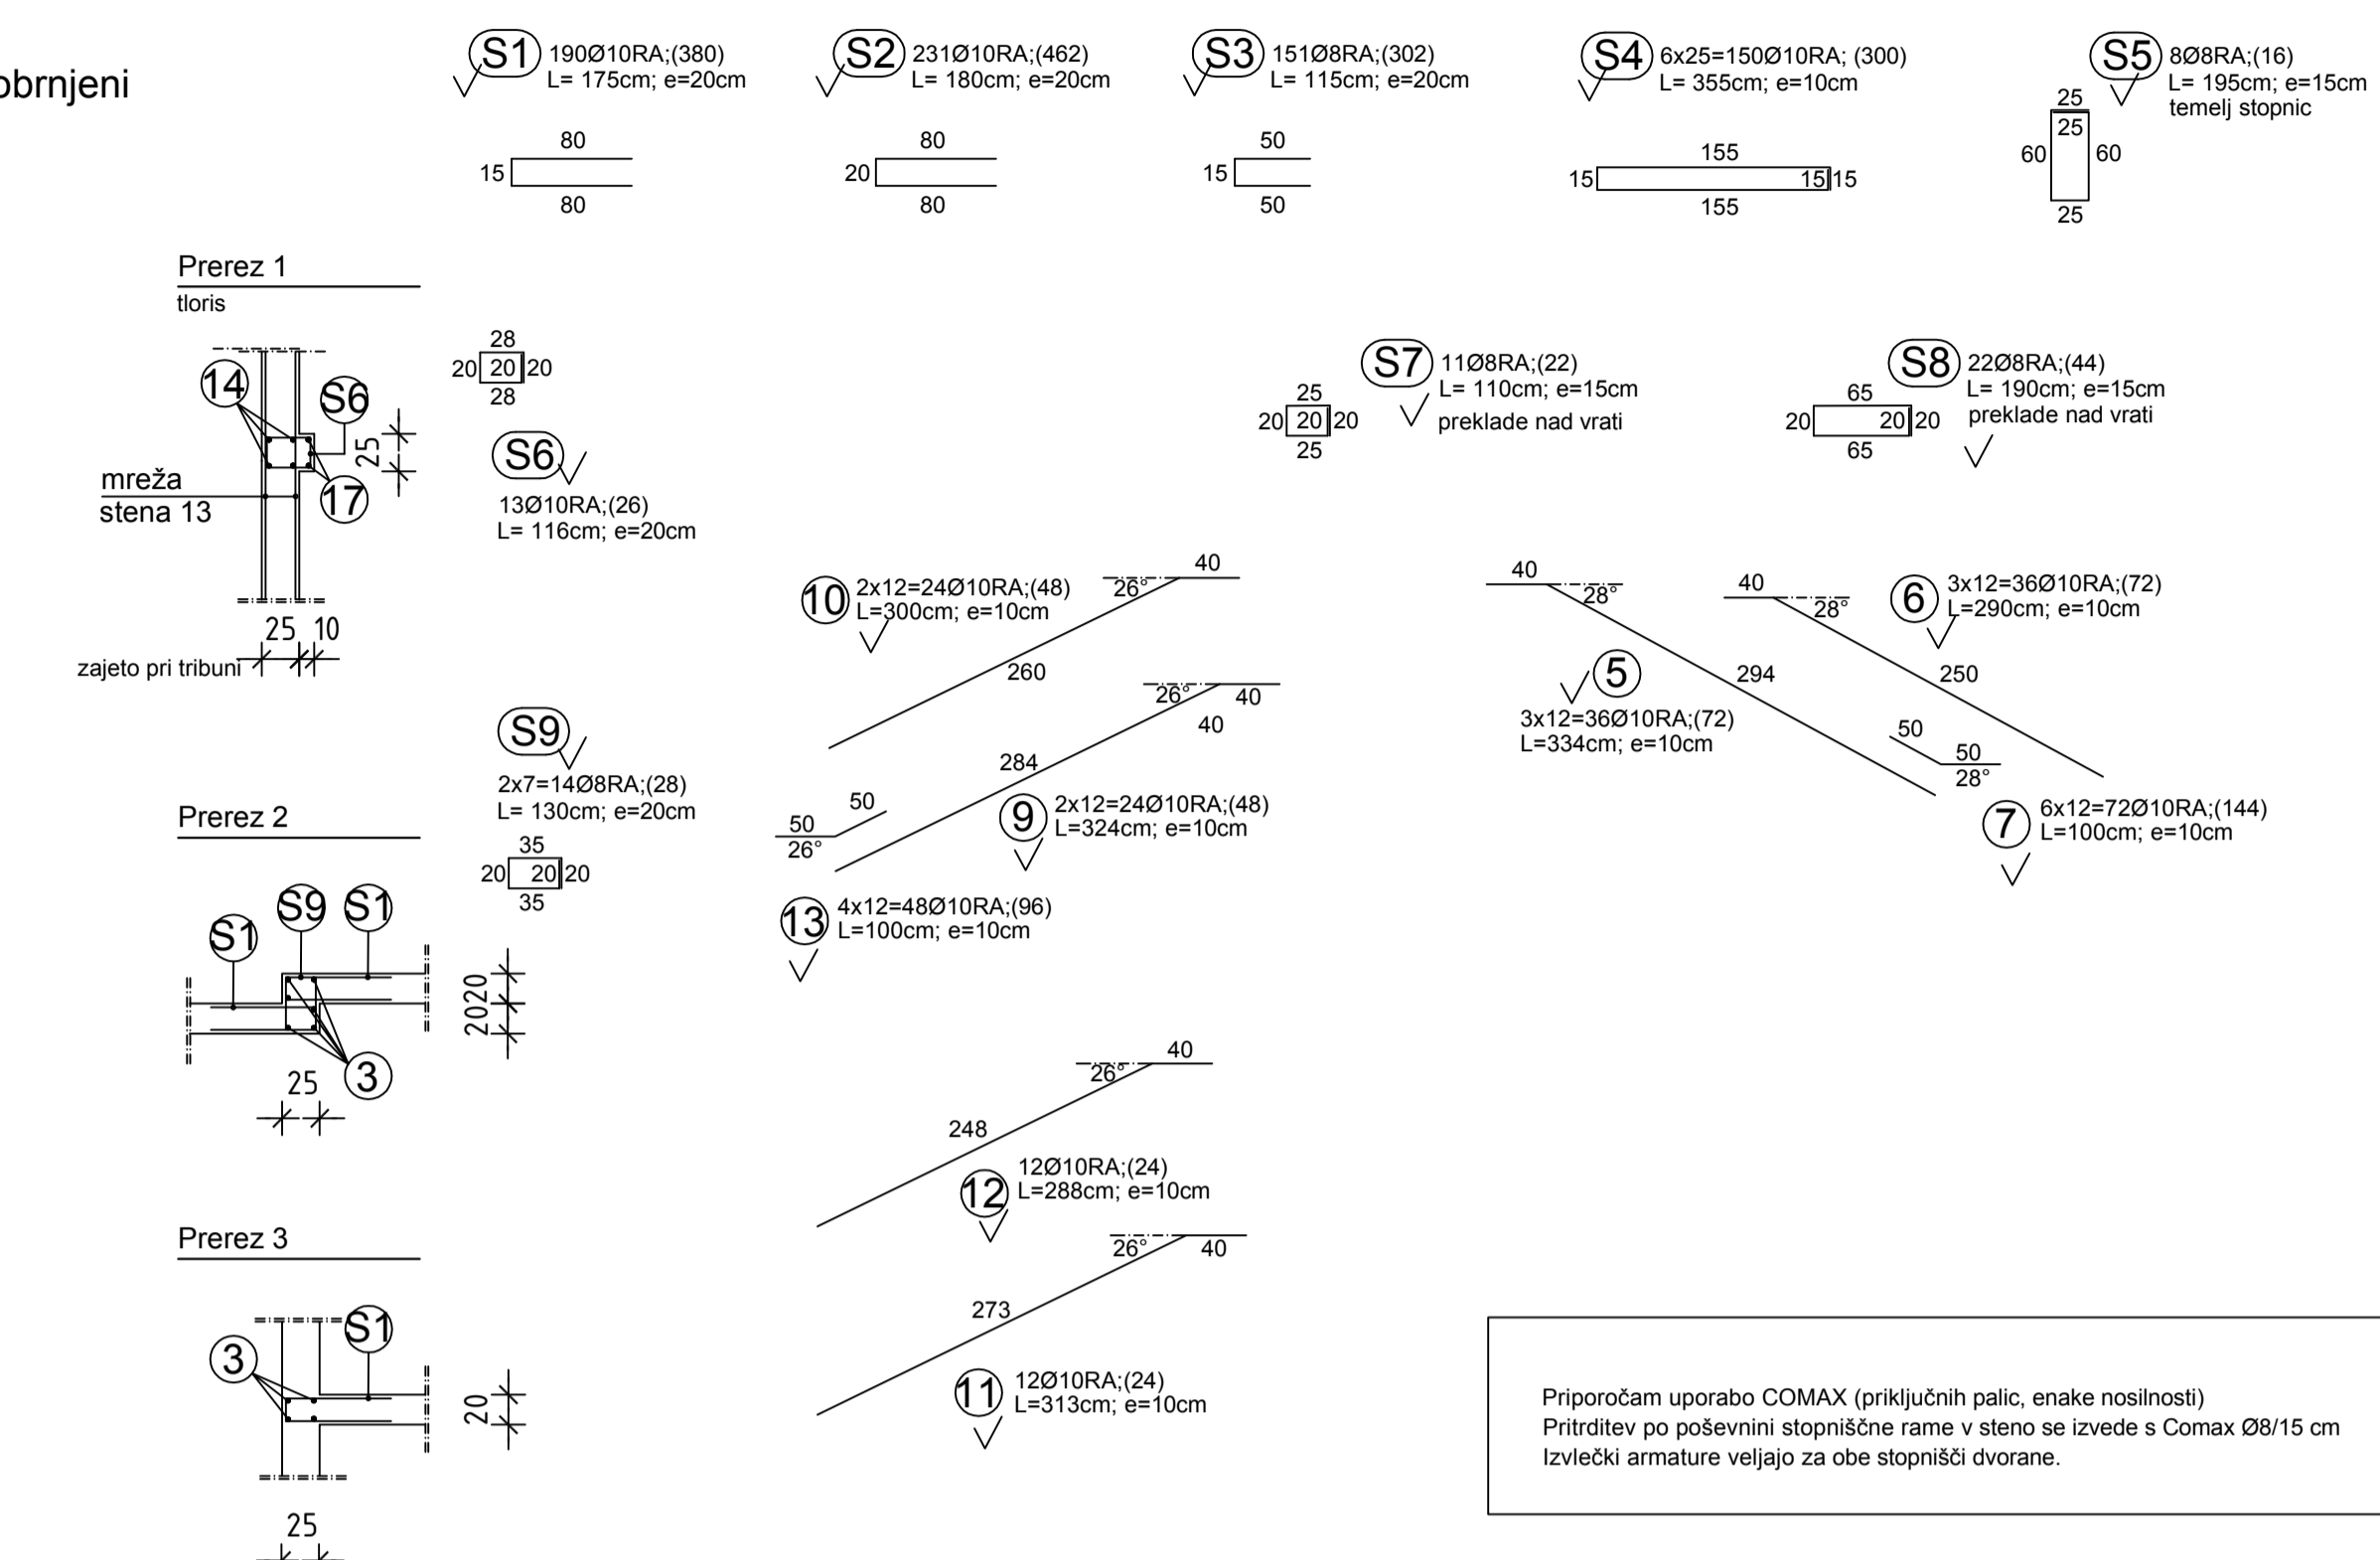 obrnjeni
S1
190Ø10RA;(380)
L= 175cm; e=20cm
80
15
80
S2
231Ø10RA;(462)
L= 180cm; e=20cm
80
20
80
S3
151Ø8RA;(302)
L= 115cm; e=20cm
50
15
50
S4
6x25=150Ø10RA; (300)
L= 355cm; e=10cm
155
15
15
15
155
S5
8Ø8RA;(16)
L= 195cm; e=15cm
temelj stopnic
25
25
60
60
25
Prerez 1
tloris
14
S6
25
mreža
stena 13
17
25
10
zajeto pri tribuni
28
20
20
20
28
S6
13Ø10RA;(26)
L= 116cm; e=20cm
S7
11Ø8RA;(22)
L= 110cm; e=15cm
preklade nad vrati
25
20
20
20
25
S8
22Ø8RA;(44)
L= 190cm; e=15cm
preklade nad vrati
65
20
20
20
65
10
2x12=24Ø10RA;(48)
L=300cm; e=10cm
40
26°
260
26°
40
40
284
9
2x12=24Ø10RA;(48)
L=324cm; e=10cm
50
50
26°
13
4x12=48Ø10RA;(96)
L=100cm; e=10cm
40
28°
294
5
3x12=36Ø10RA;(72)
L=334cm; e=10cm
40
28°
250
6
3x12=36Ø10RA;(72)
L=290cm; e=10cm
50
50
28°
7
6x12=72Ø10RA;(144)
L=100cm; e=10cm
S9
2x7=14Ø8RA;(28)
L= 130cm; e=20cm
35
20
20
20
35
Prerez 2
S1
S9
S1
3
25
20
20
40
26°
248
12
12Ø10RA;(24)
L=288cm; e=10cm
26°
40
273
11
12Ø10RA;(24)
L=313cm; e=10cm
Prerez 3
3
S1
20
25
Priporočam uporabo COMAX (priključnih palic, enake nosilnosti)
Pritrditev po poševnini stopniščne rame v steno se izvede s Comax Ø8/15 cm
Izvlečki armature veljajo za obe stopnišči dvorane.